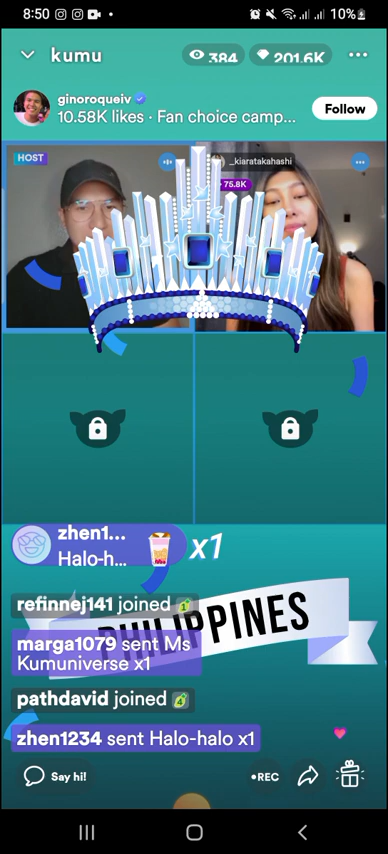 8:50
10%
kumu
384
201.6K
ginoroqueiv
10.58K likes · Fan choice camp...
Follow
HOST
_kiaratakahashi
75.8K
zhen1...
Halo-h...
x1
PHILIPPINES
refinnej141 joined 1
marga1079 sent Ms
Kumuniverse x1
pathdavid joined 4
zhen1234 sent Halo-halo x1
Say hi!
•REC